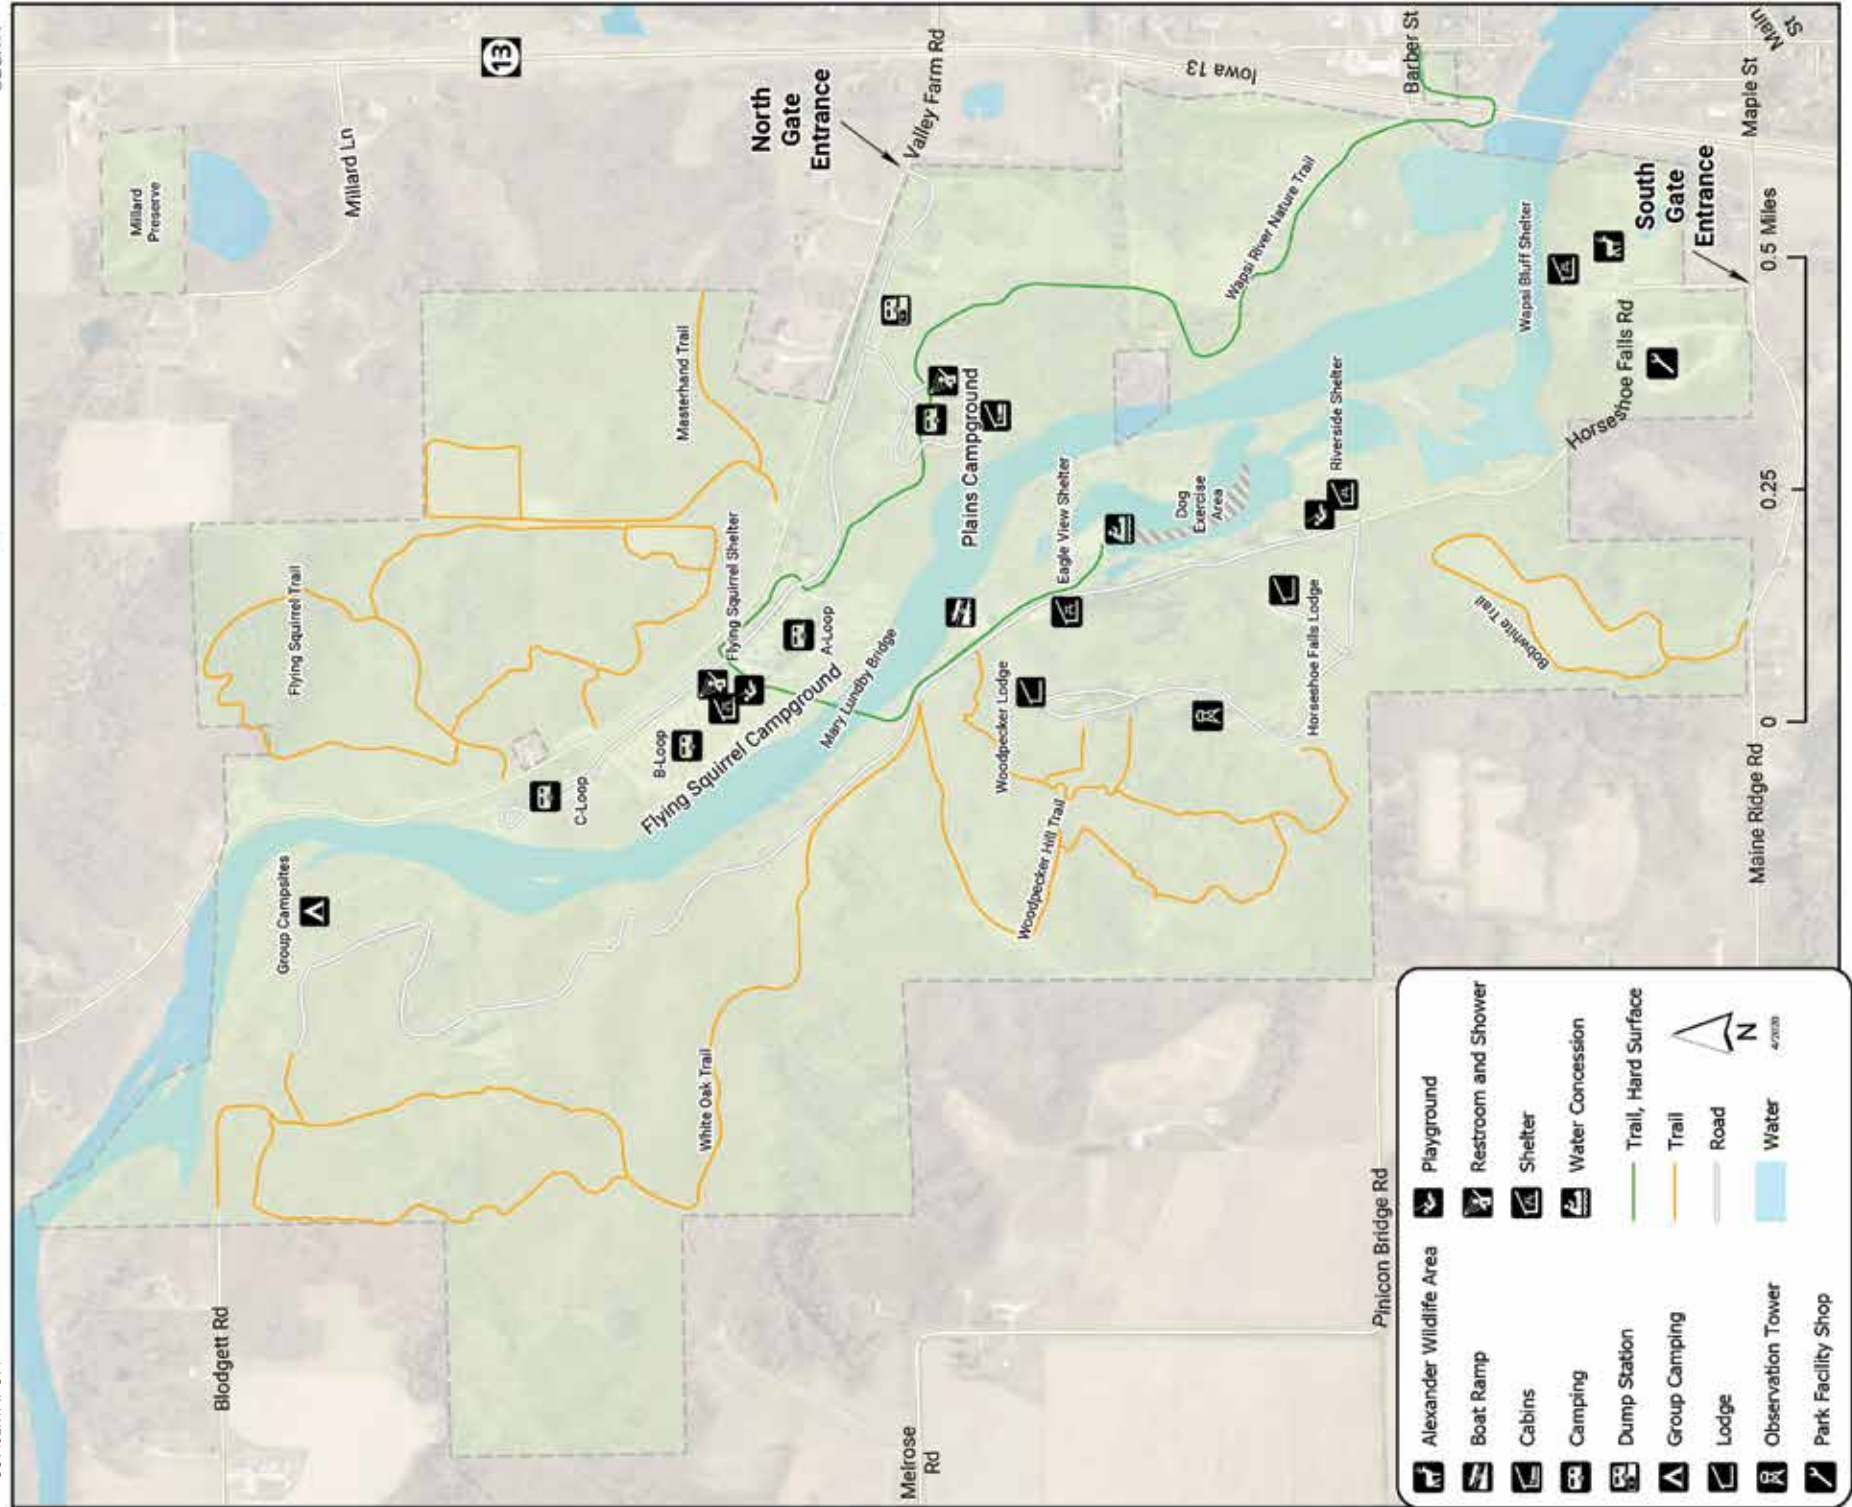 Millard
Preserve
Millard Ln
13
Iowa 13
North
Gate
Entrance
Valley Farm Rd
Barber St
Main
St
Maple St
South
Gate
Entrance
Masterhand Trail
Flying Squirrel Trail
Flying Squirrel Shelter
Wapsi River Nature Trail
Wapsi Bluff Shelter
Horseshoe Falls Rd
Plains Campground
Eagle View Shelter
Dog
Exercise
Area
Riverside Shelter
A-Loop
B-Loop
C-Loop
Flying Squirrel Campground
Mary Lundby Bridge
Woodpecker Lodge
Horseshoe Falls Lodge
Bobwhite Trail
Group Campsites
Woodpecker Hill Trail
White Oak Trail
Blodgett Rd
Melrose
Rd
Pinicon Bridge Rd
Maine Ridge Rd
0
0.25
0.5 Miles
Alexander Wildlife Area
Boat Ramp
Cabins
Camping
Dump Station
Group Camping
Lodge
Observation Tower
Park Facility Shop
Playground
Restroom and Shower
Shelter
Water Concession
Trail, Hard Surface
Trail
Road
Water
N
4/2020